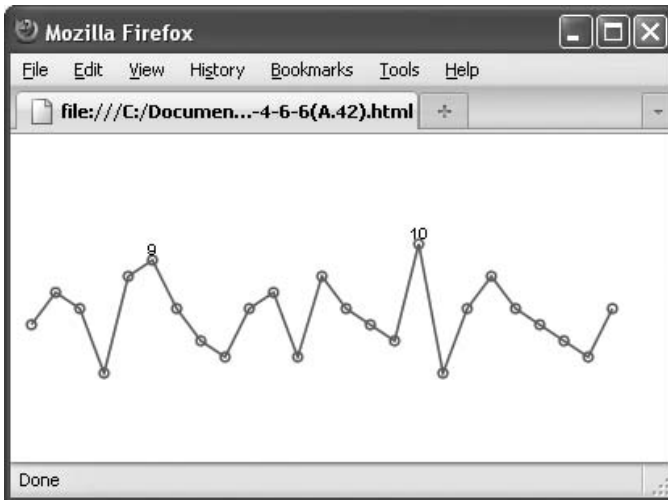 Mozilla Firefox
File Edit View History Bookmarks Tools Help
file:///C:/Documen...-4-6-6(A.42).html
10
9
Done